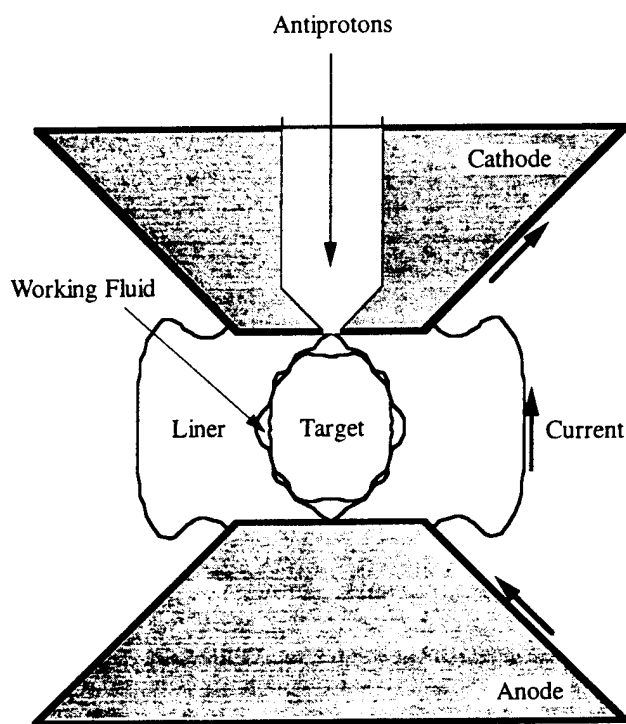 Antiprotons
Cathode
Working Fluid
Liner
Target
Current
Anode